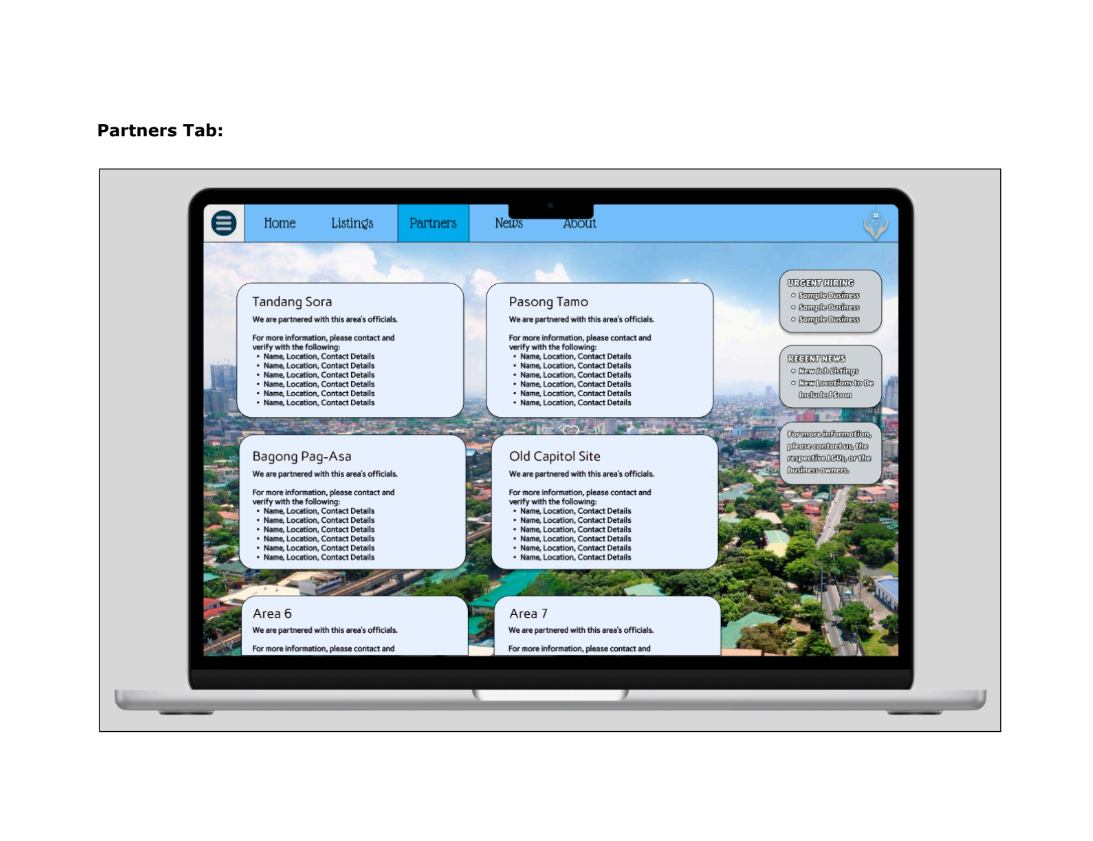 Partners Tab:
Home Listings Partners News About
Tandang Sora
We are partnered with this area's officials.
For more information, please contact and
verify with the following:
• Name, Location, Contact Details
• Name, Location, Contact Details
• Name, Location, Contact Details
• Name, Location, Contact Details
• Name, Location, Contact Details
• Name, Location, Contact Details
Pasong Tamo
We are partnered with this area's officials.
For more information, please contact and
verify with the following:
• Name, Location, Contact Details
• Name, Location, Contact Details
• Name, Location, Contact Details
• Name, Location, Contact Details
• Name, Location, Contact Details
• Name, Location, Contact Details
Bagong Pag-Asa
We are partnered with this area's officials.
For more information, please contact and
verify with the following:
• Name, Location, Contact Details
• Name, Location, Contact Details
• Name, Location, Contact Details
• Name, Location, Contact Details
• Name, Location, Contact Details
• Name, Location, Contact Details
Old Capitol Site
We are partnered with this area's officials.
For more information, please contact and
verify with the following:
• Name, Location, Contact Details
• Name, Location, Contact Details
• Name, Location, Contact Details
• Name, Location, Contact Details
• Name, Location, Contact Details
• Name, Location, Contact Details
Area 6
We are partnered with this area's officials.
For more information, please contact and
Area 7
We are partnered with this area's officials.
For more information, please contact and
URGENT HIRING
• Sample Business
• Sample Business
• Sample Business
RECENT NEWS
• New Job Listings
• New Locations to Be
Included Soon
For more information,
please contact us, the
respective LGUs, or the
business owners.